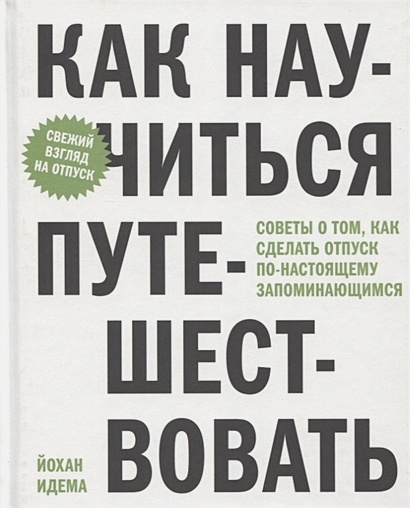 КАК НАУ-
ЧИТЬСЯ
ПУТЕ-
ШЕСТ-
ВОВАТЬ
СВЕЖИЙ
ВЗГЛЯД
НА ОТПУСК
СОВЕТЫ О ТОМ, КАК
СДЕЛАТЬ ОТПУСК
ПО-НАСТОЯЩЕМУ
ЗАПОМИНАЮЩИМСЯ
ЙОХАН
ИДЕМА